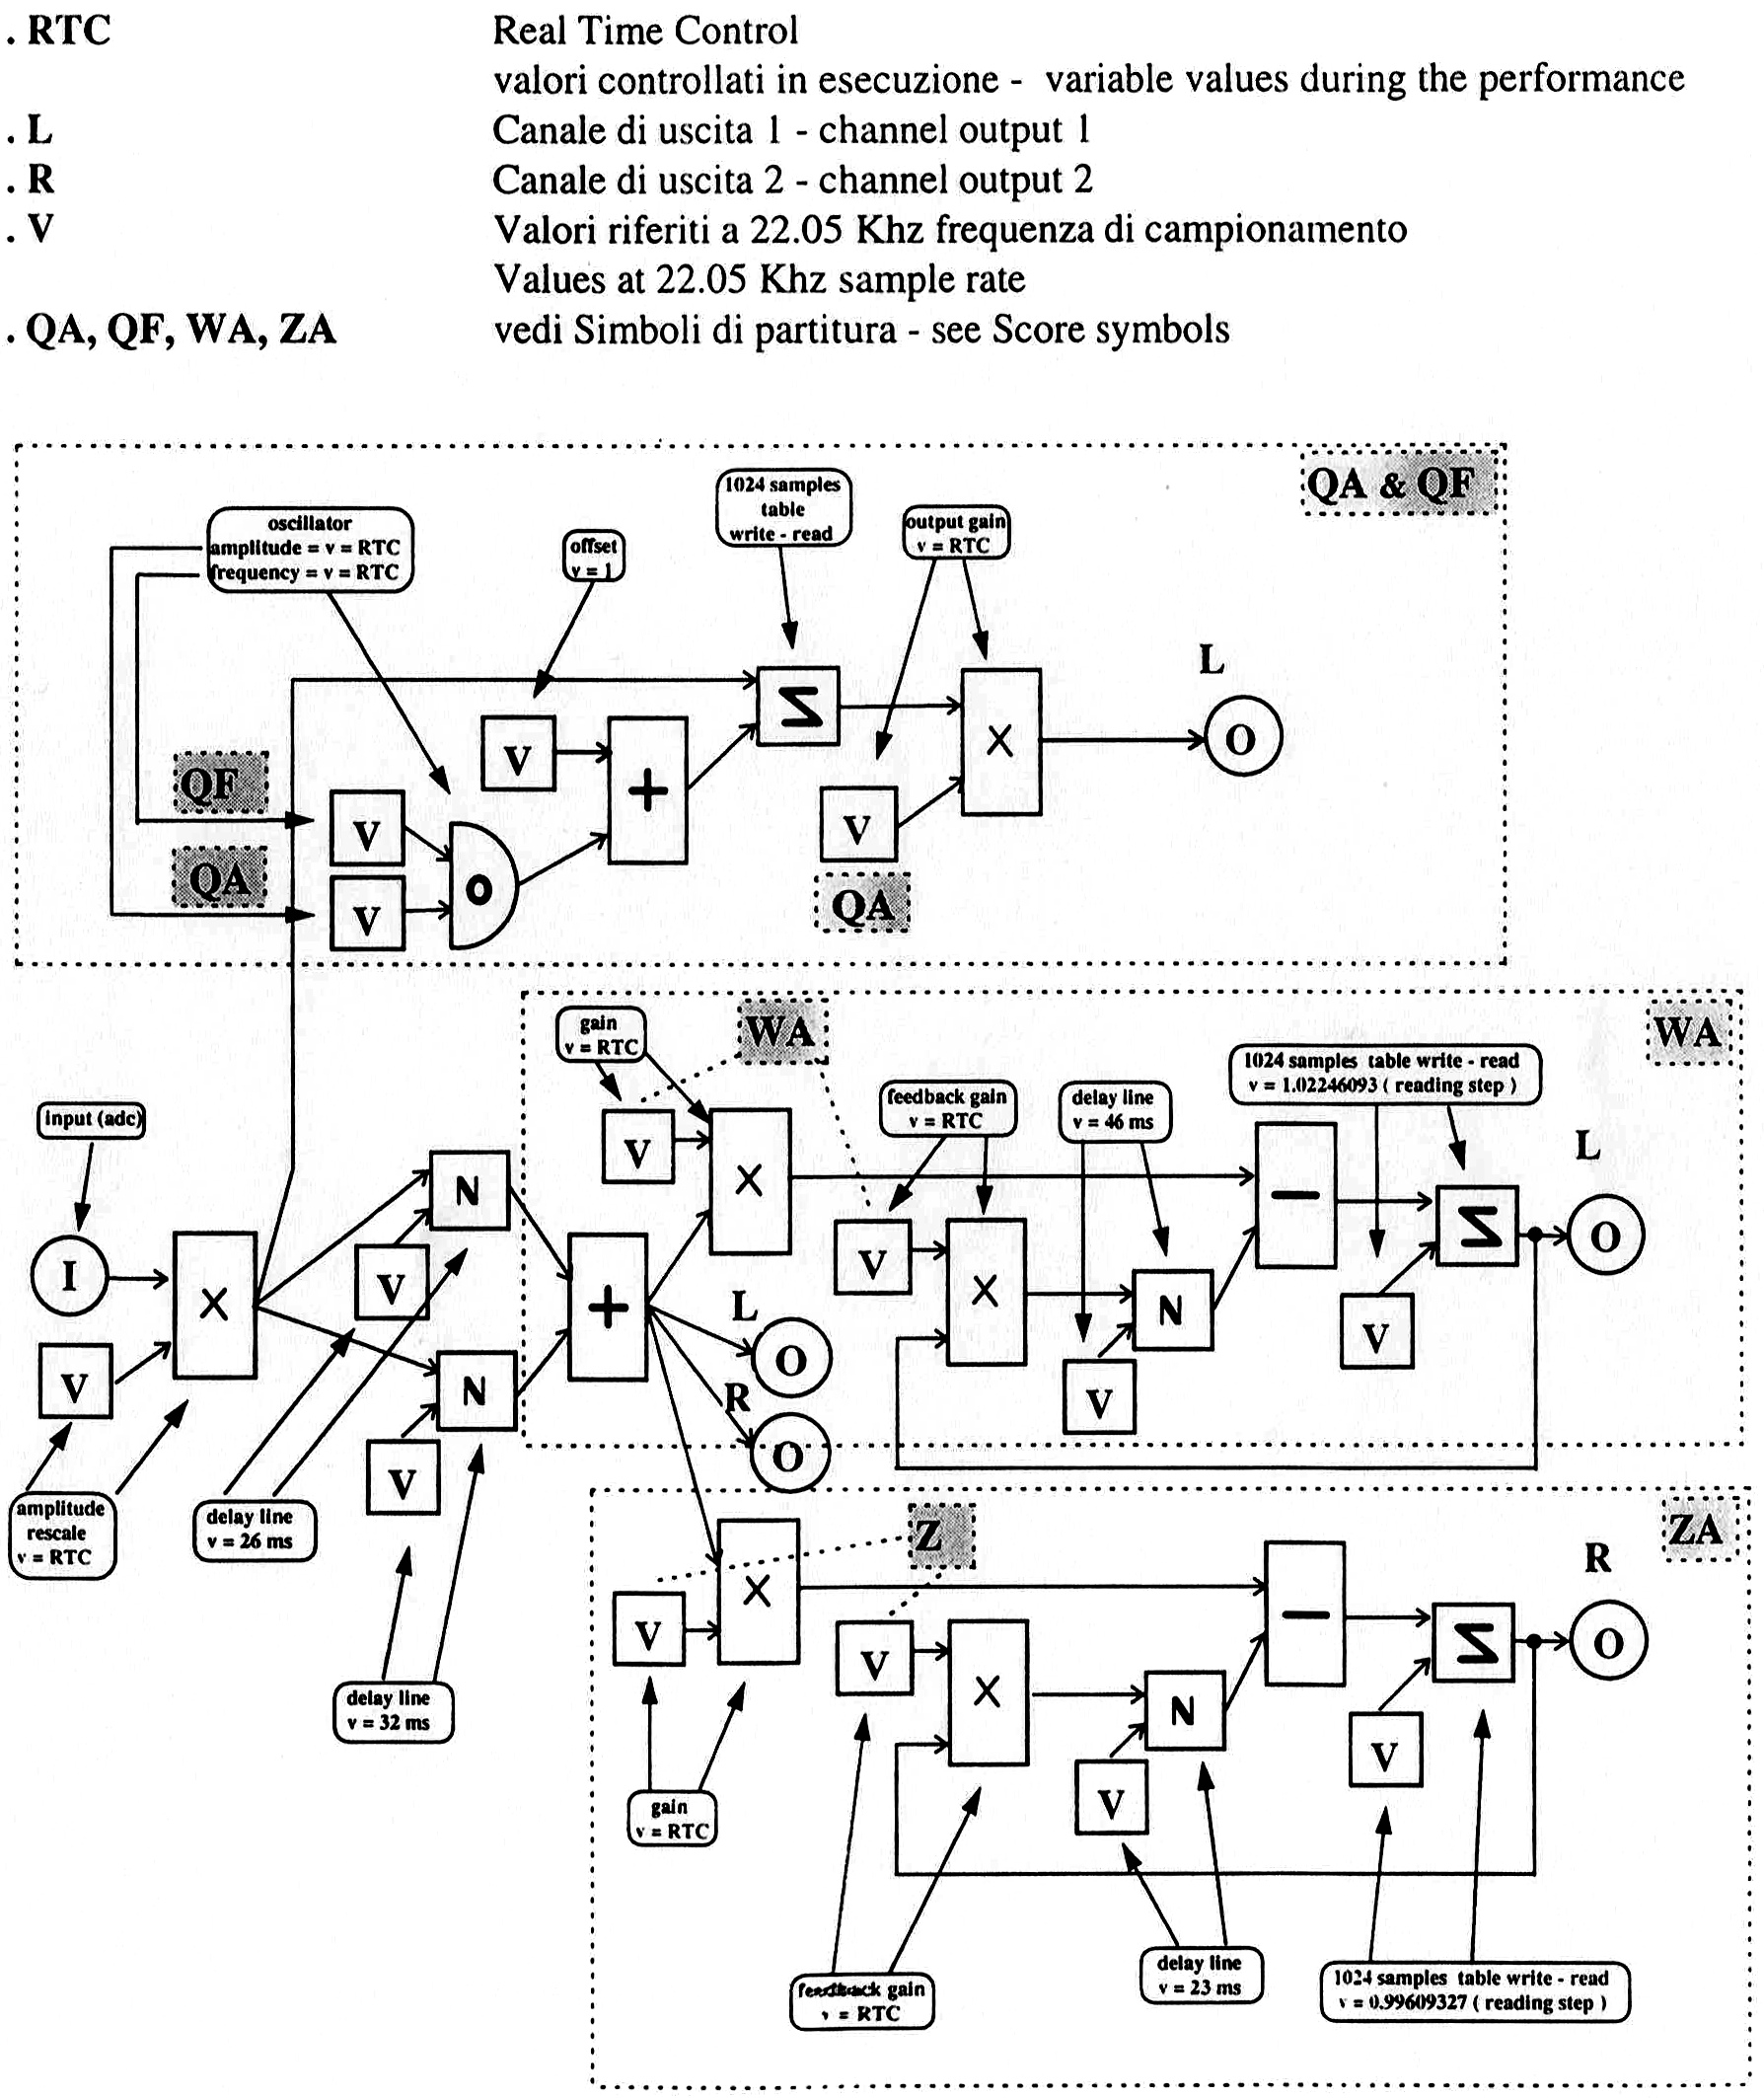 . RTC Real Time Control
valori controllati in esecuzione - variable values during the performance
. L Canale di uscita 1 - channel output 1
. R Canale di uscita 2 - channel output 2
. V Valori riferiti a 22.05 Khz frequenza di campionamento
Values at 22.05 Khz sample rate
. QA, QF, WA, ZA vedi Simboli di partitura - see Score symbols
QA & QF
oscillator
amplitude = v = RTC
frequency = v = RTC
offset
v = 1
1024 samples
table
write - read
output gain
v = RTC
L
Σ
V
+
X
O
QF
V
V
O
QA
V
QA
WA
gain
v = RTC
WA
1024 samples table write - read
v = 1.02246093 ( reading step )
feedback gain
v = RTC
delay line
v = 46 ms
input (adc)
V
X
L
N
V
X
N
V
—
Σ
V
O
I
X
V
N
V
+
L
O
R
O
N
V
amplitude
rescale
v = RTC
delay line
v = 26 ms
delay line
v = 32 ms
Z
ZA
R
X
V
V
X
N
V
—
Σ
V
O
gain
v = RTC
feedback gain
v = RTC
delay line
v = 23 ms
1024 samples table write - read
v = 0.99609327 ( reading step )